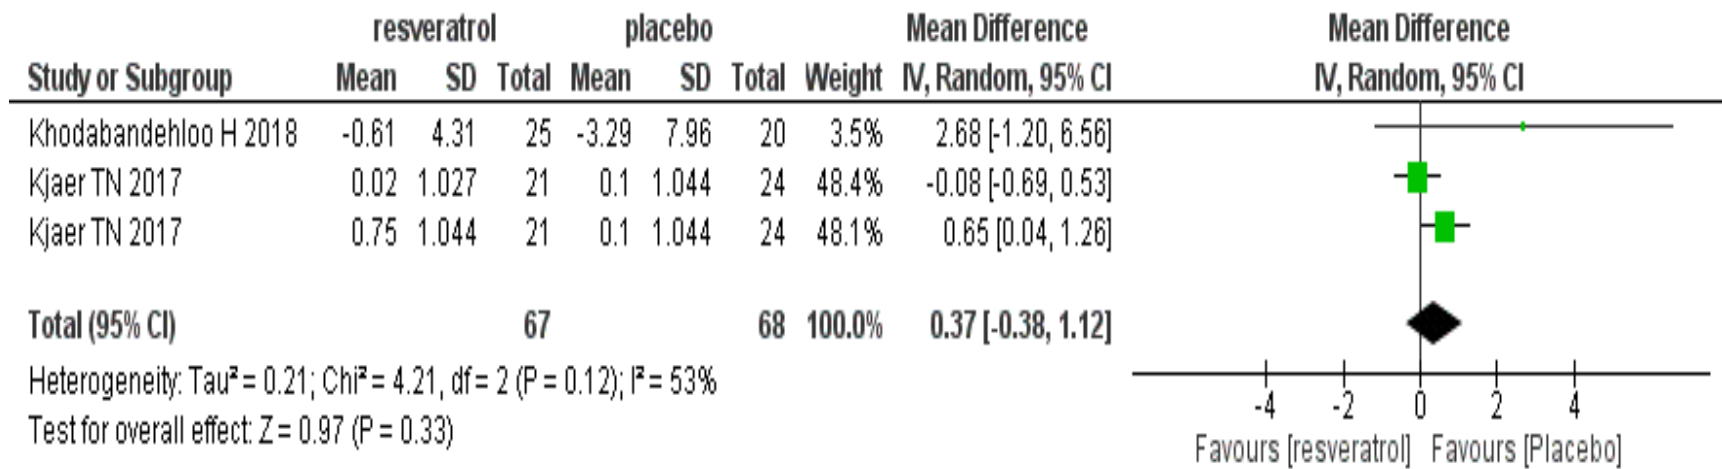 resveratrol placebo Mean Difference Mean Difference
Study or Subgroup Mean SD Total Mean SD Total Weight IV, Random, 95% CI IV, Random, 95% CI
Khodabandehloo H 2018 -0.61 4.31 25 -3.29 7.96 20 3.5% 2.68 [-1.20, 6.56]
Kjaer TN 2017 0.02 1.027 21 0.1 1.044 24 48.4% -0.08 [-0.69, 0.53]
Kjaer TN 2017 0.75 1.044 21 0.1 1.044 24 48.1% 0.65 [0.04, 1.26]
Total (95% CI) 67 68 100.0% 0.37 [-0.38, 1.12]
Heterogeneity: Tau² = 0.21; Chi² = 4.21, df = 2 (P = 0.12); I² = 53%
Test for overall effect: Z = 0.97 (P = 0.33)
-4 -2 0 2 4
Favours [resveratrol] Favours [Placebo]